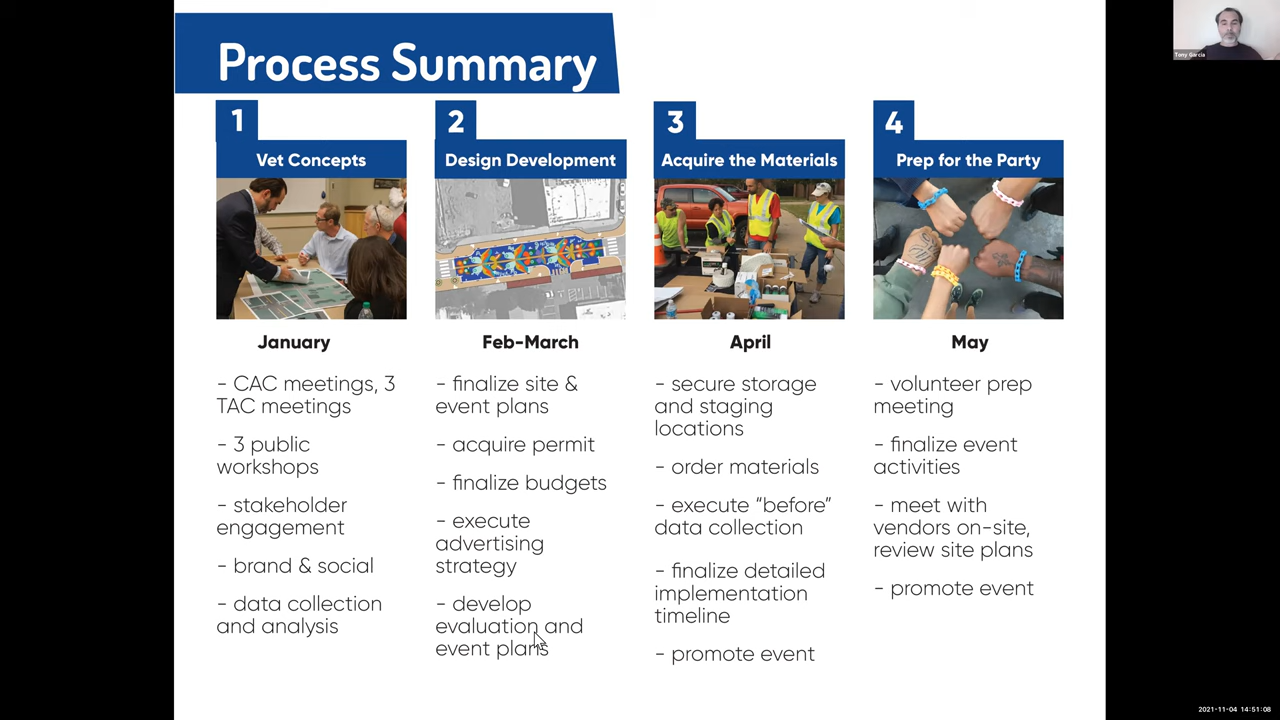 Process Summary
1
Vet Concepts
January
- CAC meetings, 3
TAC meetings
- 3 public
workshops
- stakeholder
engagement
- brand & social
- data collection
and analysis
2
Design Development
Feb-March
- finalize site &
event plans
- acquire permit
- finalize budgets
- execute
advertising
strategy
- develop
evaluation and
event plans
3
Acquire the Materials
April
- secure storage
and staging
locations
- order materials
- execute “before”
data collection
- finalize detailed
implementation
timeline
- promote event
4
Prep for the Party
May
- volunteer prep
meeting
- finalize event
activities
- meet with
vendors on-site,
review site plans
- promote event
Tony Garcia
2021-11-04 14:51:08